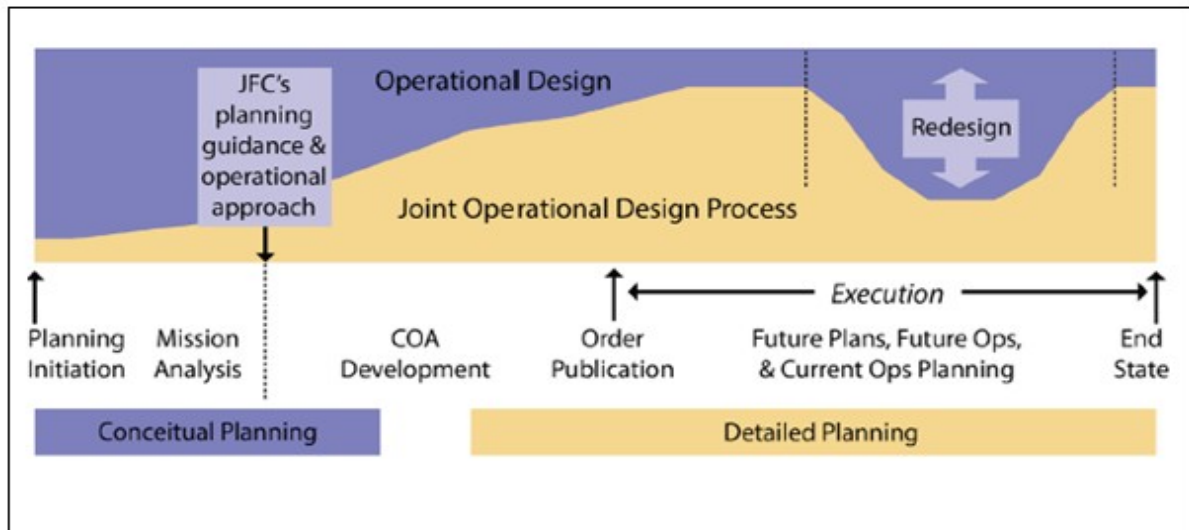 Operational Design
JFC's
planning
guidance &
operational
approach
Redesign
Joint Operational Design Process
Execution
Planning
Initiation
Mission
Analysis
COA
Development
Order
Publication
Future Plans, Future Ops,
& Current Ops Planning
End
State
Conceitual Planning
Detailed Planning